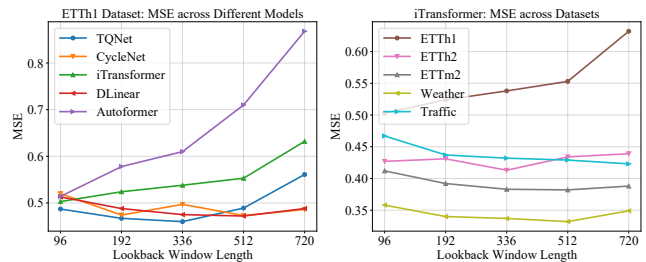 ETTh1 Dataset: MSE across Different Models
TQNet
CycleNet
iTransformer
DLinear
Autoformer
MSE
0.8
0.7
0.6
0.5
96
192
336
512
720
Lookback Window Length
iTransformer: MSE across Datasets
ETTh1
ETTh2
ETTm2
Weather
Traffic
MSE
0.60
0.55
0.50
0.45
0.40
0.35
96
192
336
512
720
Lookback Window Length